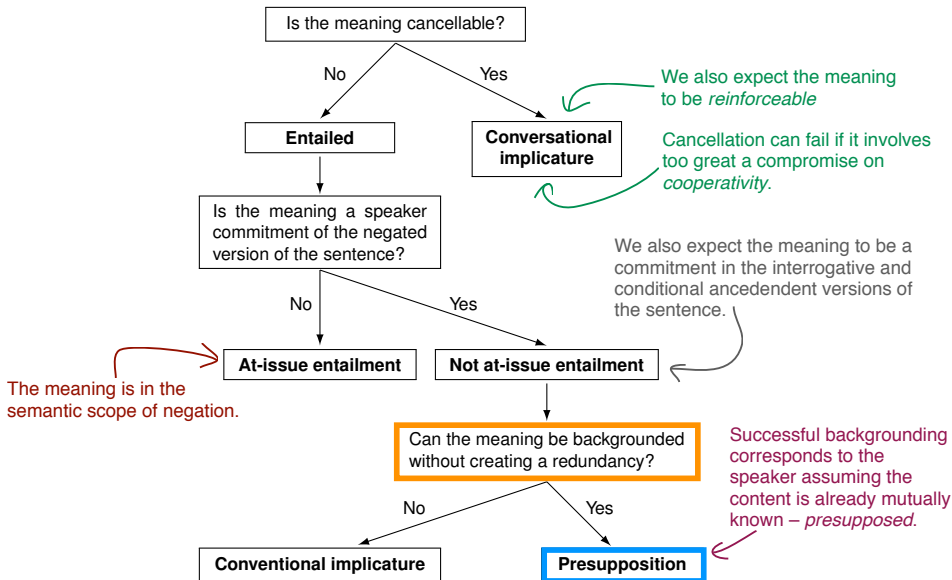 Is the meaning cancellable?
No
Yes
We also expect the meaning
to be reinforceable
Entailed
Conversational
implicature
Cancellation can fail if it involves
too great a compromise on
cooperativity.
Is the meaning a speaker
commitment of the negated
version of the sentence?
We also expect the meaning to be a
commitment in the interrogative and
conditional ancedendent versions of
the sentence.
No
Yes
At-issue entailment
Not at-issue entailment
The meaning is in the
semantic scope of negation.
Can the meaning be backgrounded
without creating a redundancy?
Successful backgrounding
corresponds to the
speaker assuming the
content is already mutually
known – presupposed.
No
Yes
Conventional implicature
Presupposition